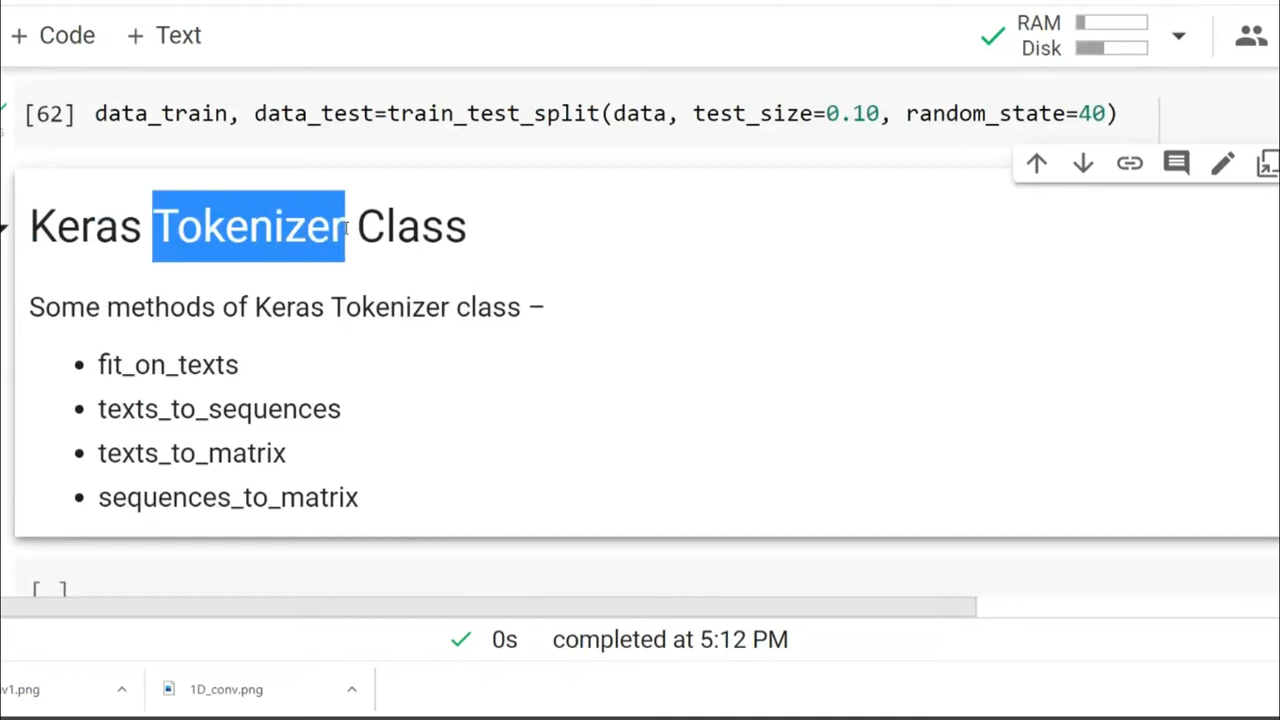 + Code + Text
RAM
Disk
[62] data_train, data_test=train_test_split(data, test_size=0.10, random_state=40)
Keras Tokenizer Class
Some methods of Keras Tokenizer class –
• fit_on_texts
• texts_to_sequences
• texts_to_matrix
• sequences_to_matrix
[ ]
0s completed at 5:12 PM
v1.png 1D_conv.png